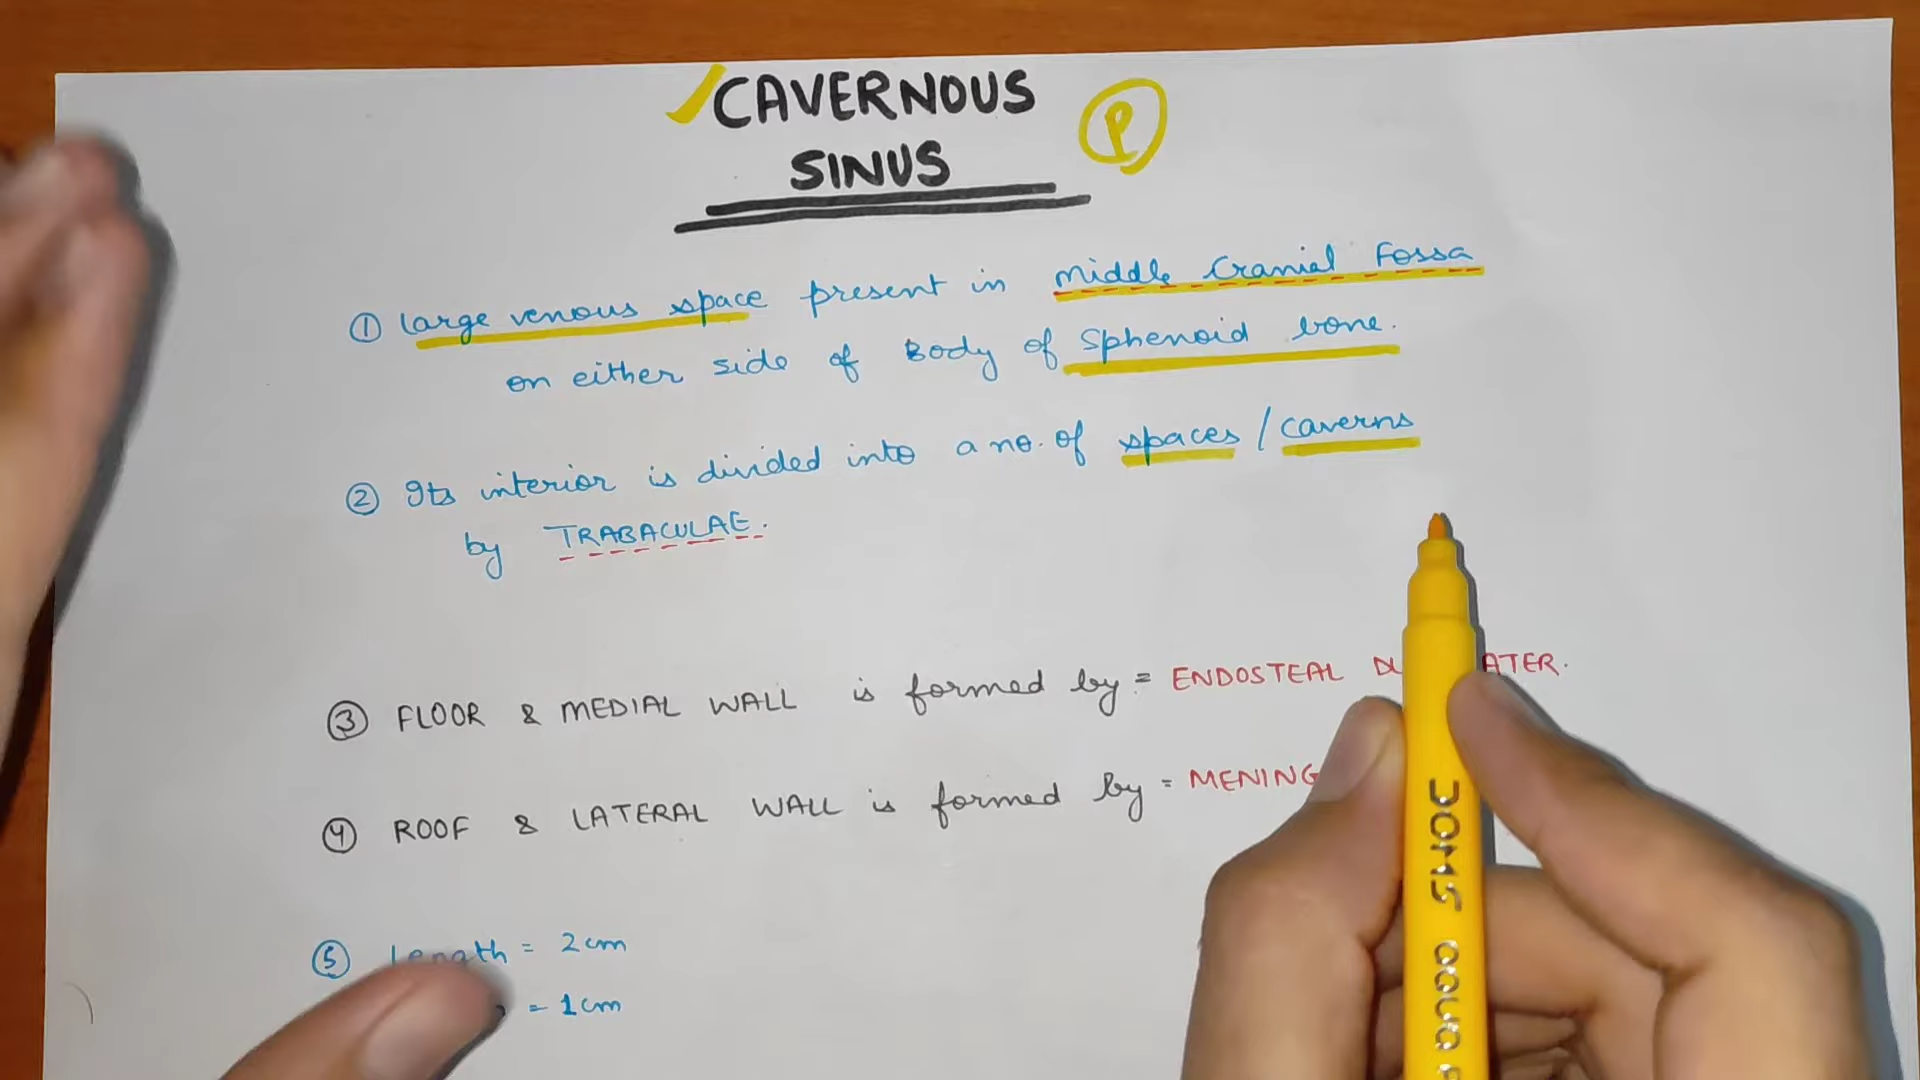 CAVERNOUS
SINUS
P
① Large venous space present in middle Cranial Fossa
on either side of Body of Sphenoid bone.
② Its interior is divided into a no. of spaces / caverns
by TRABACULAE.
③ FLOOR & MEDIAL WALL is formed by = ENDOSTEAL
④ ROOF & LATERAL WALL is formed by =
⑤ Length = 2cm
= 1cm
DOMS